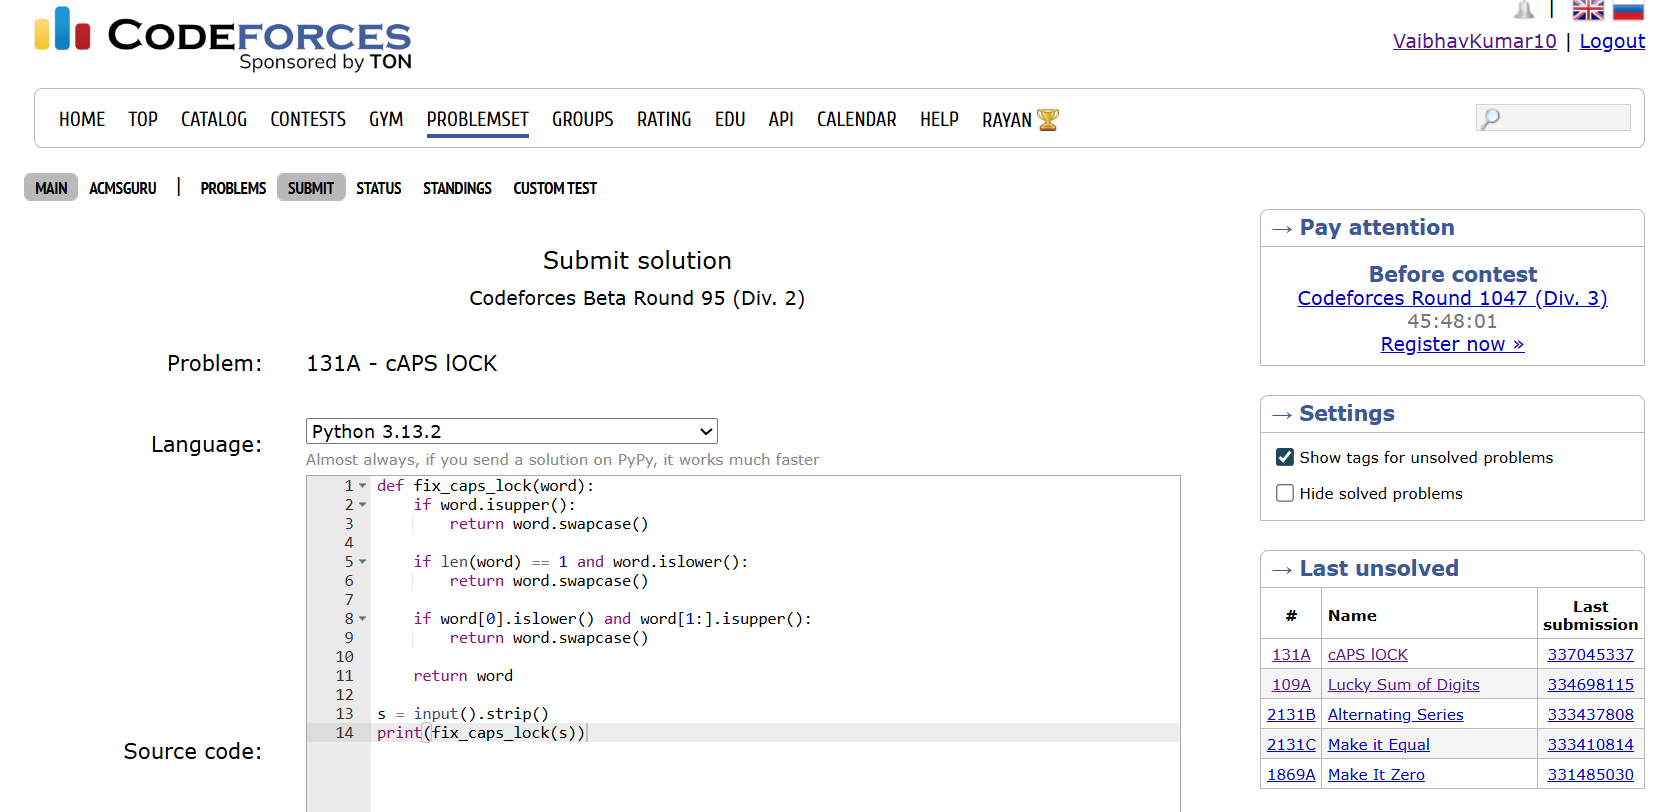 CODEFORCES
Sponsored by TON
|
VaibhavKumar10 | Logout
HOME TOP CATALOG CONTESTS GYM PROBLEMSET GROUPS RATING EDU API CALENDAR HELP RAYAN
MAIN ACMSGURU | PROBLEMS SUBMIT STATUS STANDINGS CUSTOM TEST
Submit solution
Codeforces Beta Round 95 (Div. 2)
Problem: 131A - cAPS lOCK
Language: Python 3.13.2
Almost always, if you send a solution on PyPy, it works much faster
Source code:
1 def fix_caps_lock(word):
2     if word.isupper():
3         return word.swapcase()
4
5     if len(word) == 1 and word.islower():
6         return word.swapcase()
7
8     if word[0].islower() and word[1:].isupper():
9         return word.swapcase()
10
11     return word
12
13 s = input().strip()
14 print(fix_caps_lock(s))
→ Pay attention
Before contest
Codeforces Round 1047 (Div. 3)
45:48:01
Register now »
→ Settings
Show tags for unsolved problems
Hide solved problems
→ Last unsolved
# Name Last submission
131A cAPS lOCK 337045337
109A Lucky Sum of Digits 334698115
2131B Alternating Series 333437808
2131C Make it Equal 333410814
1869A Make It Zero 331485030